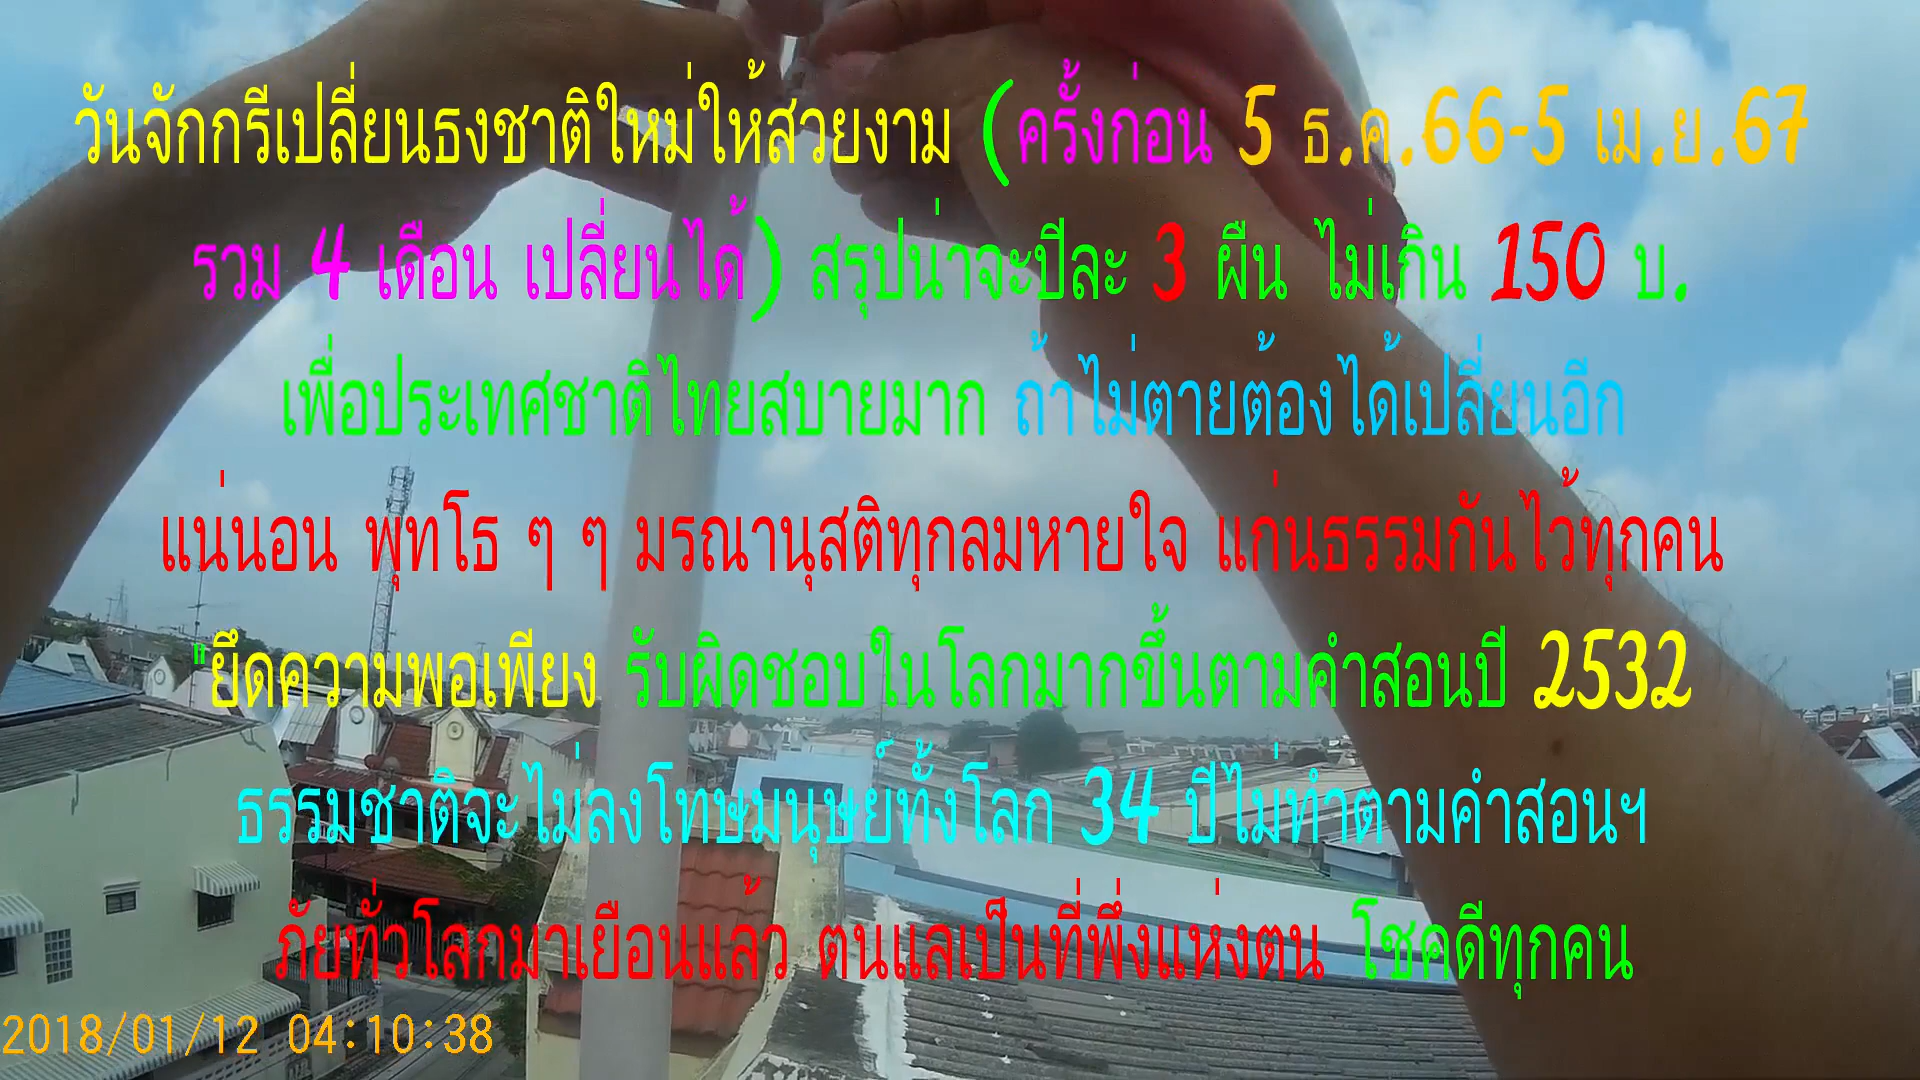 วันจักกรีเปลี่ยนธงชาติใหม่ให้สวยงาม (ครั้งก่อน 5 ธ.ค.66-5 เม.ย.67
รวม 4 เดือน เปลี่ยนได้) สรุปน่าจะปีละ 3 ผืน ไม่เกิน 150 บ.
เพื่อประเทศชาติไทยสบายมาก ถ้าไม่ตายต้องได้เปลี่ยนอีก
แน่นอน พุทโธ ๆ ๆ มรณานุสติทุกลมหายใจ แก่นธรรมกันไว้ทุกคน
"ยึดความพอเพียง รับผิดชอบในโลกมากขึ้นตามคำสอนปี 2532
ธรรมชาติจะไม่ลงโทษมนุษย์ทั้งโลก 34 ปีไม่ทำตามคำสอนฯ
ภัยทั่วโลกมาเยือนแล้ว ตนแลเป็นที่พึ่งแห่งตน โชคดีทุกคน
2018/01/12 04:10:38